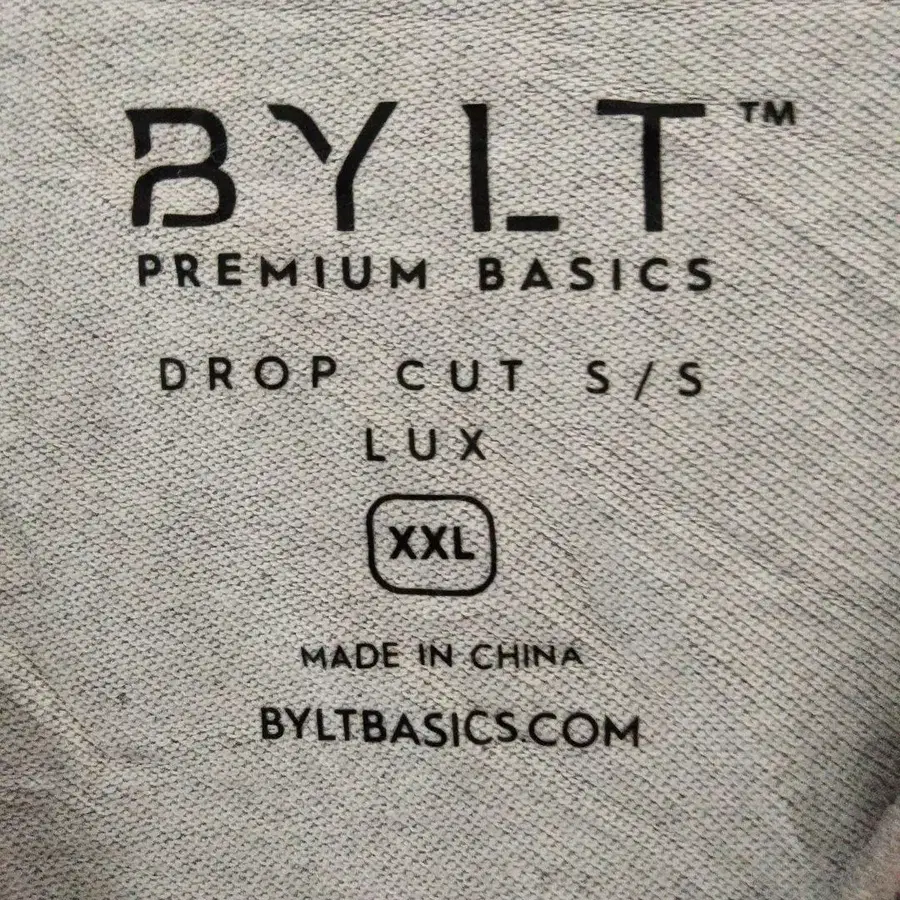 BYLT™
PREMIUM BASICS
DROP CUT S/S
LUX
XXL
MADE IN CHINA
BYLTBASICS.COM